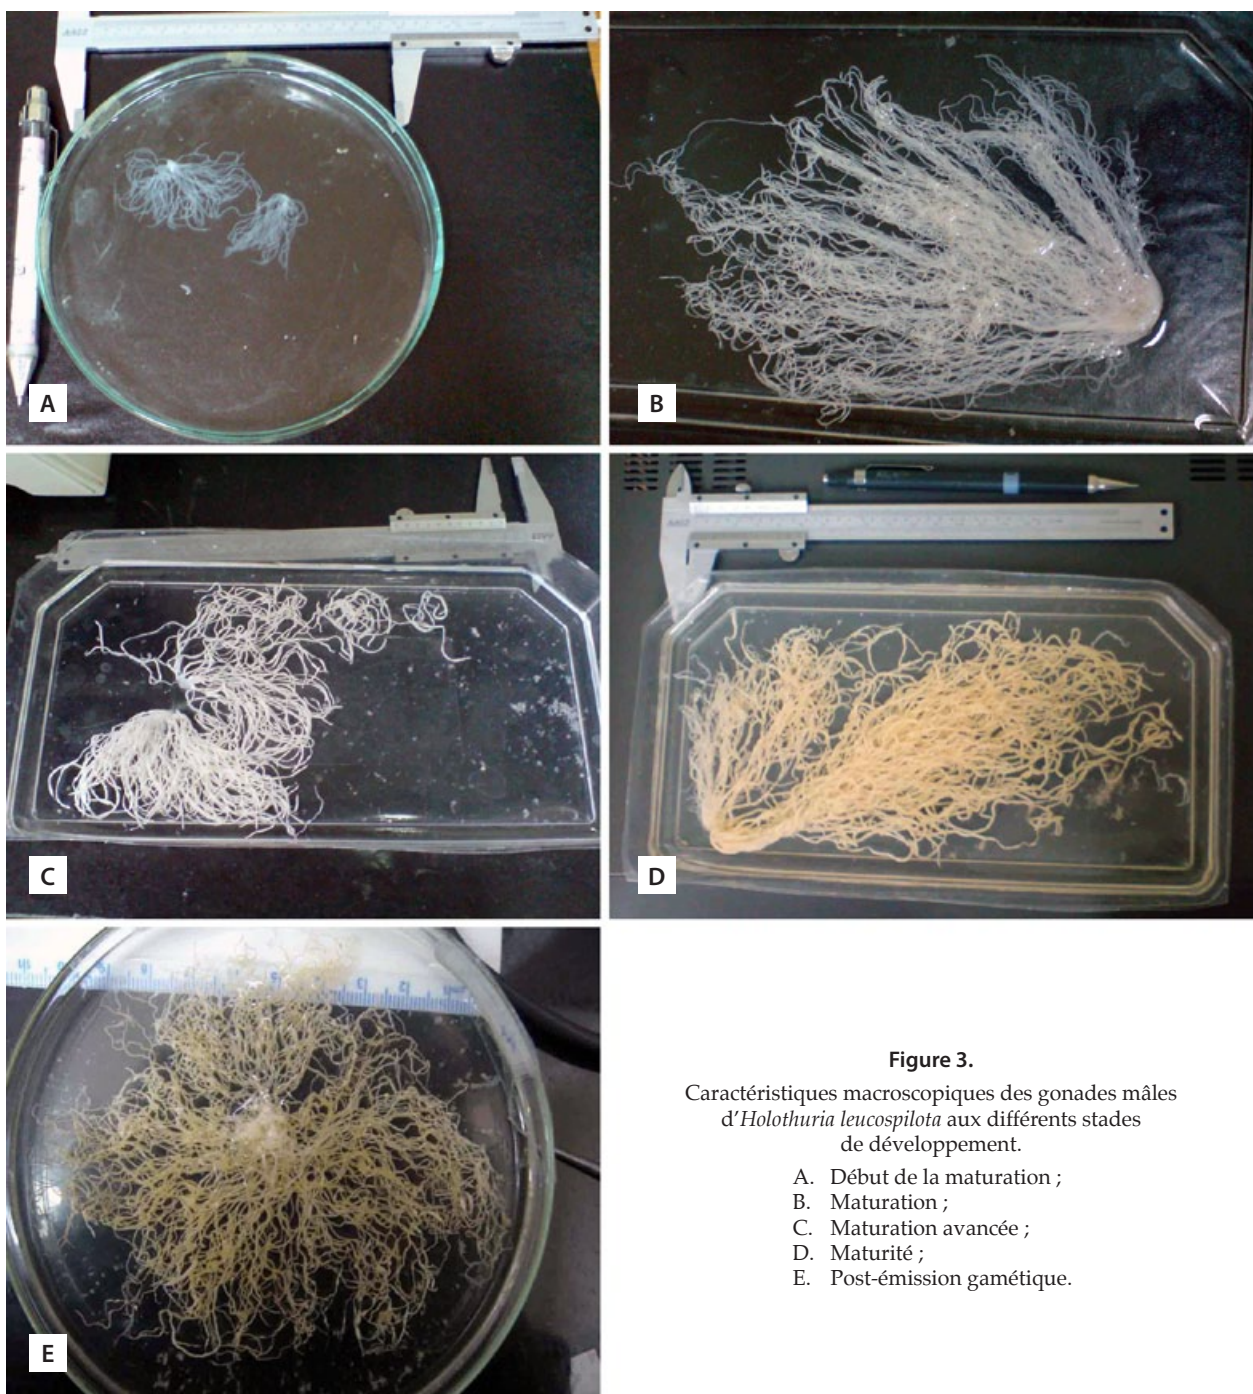 A
B
C
D
E
Figure 3.
Caractéristiques macroscopiques des gonades mâles
d'Holothuria leucospilota aux différents stades
de développement.
A. Début de la maturation ;
B. Maturation ;
C. Maturation avancée ;
D. Maturité ;
E. Post-émission gamétique.